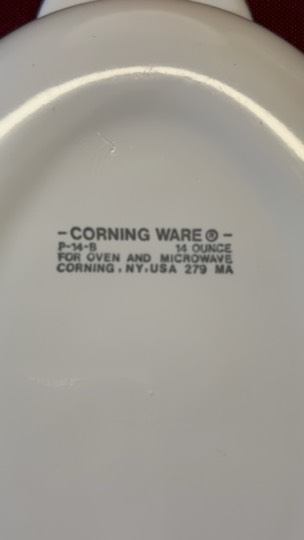 - CORNING WARE ® -
P-14-B 14 OUNCE
FOR OVEN AND MICROWAVE
CORNING, NY, USA 279 MA